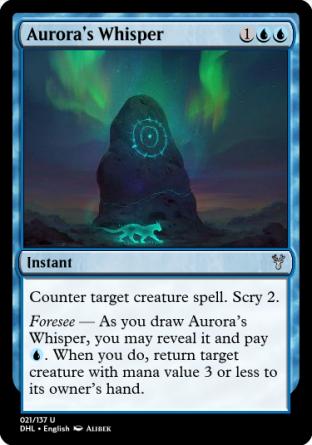 Aurora's Whisper 1
Instant
Counter target creature spell. Scry 2.
Foresee — As you draw Aurora's
Whisper, you may reveal it and pay
. When you do, return target
creature with mana value 3 or less to
its owner's hand.
021/137 U
DHL • English Alibek